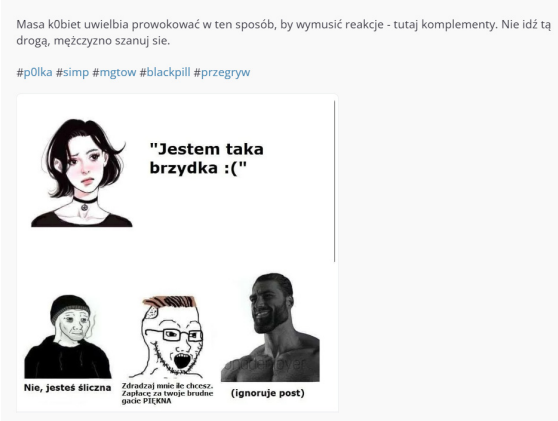 Masa k0biet uwielbia prowokować w ten sposób, by wymusić reakcje - tutaj komplementy. Nie idź tą
drogą, mężczyzno szanuj sie.
#p0lka #simp #mgtow #blackpill #przegryw
"Jestem taka
brzydka :("
Nie, jesteś śliczna
Zdradzaj mnie ile chcesz.
Zapłacę za twoje brudne
gacie PIĘKNA
(ignoruje post)